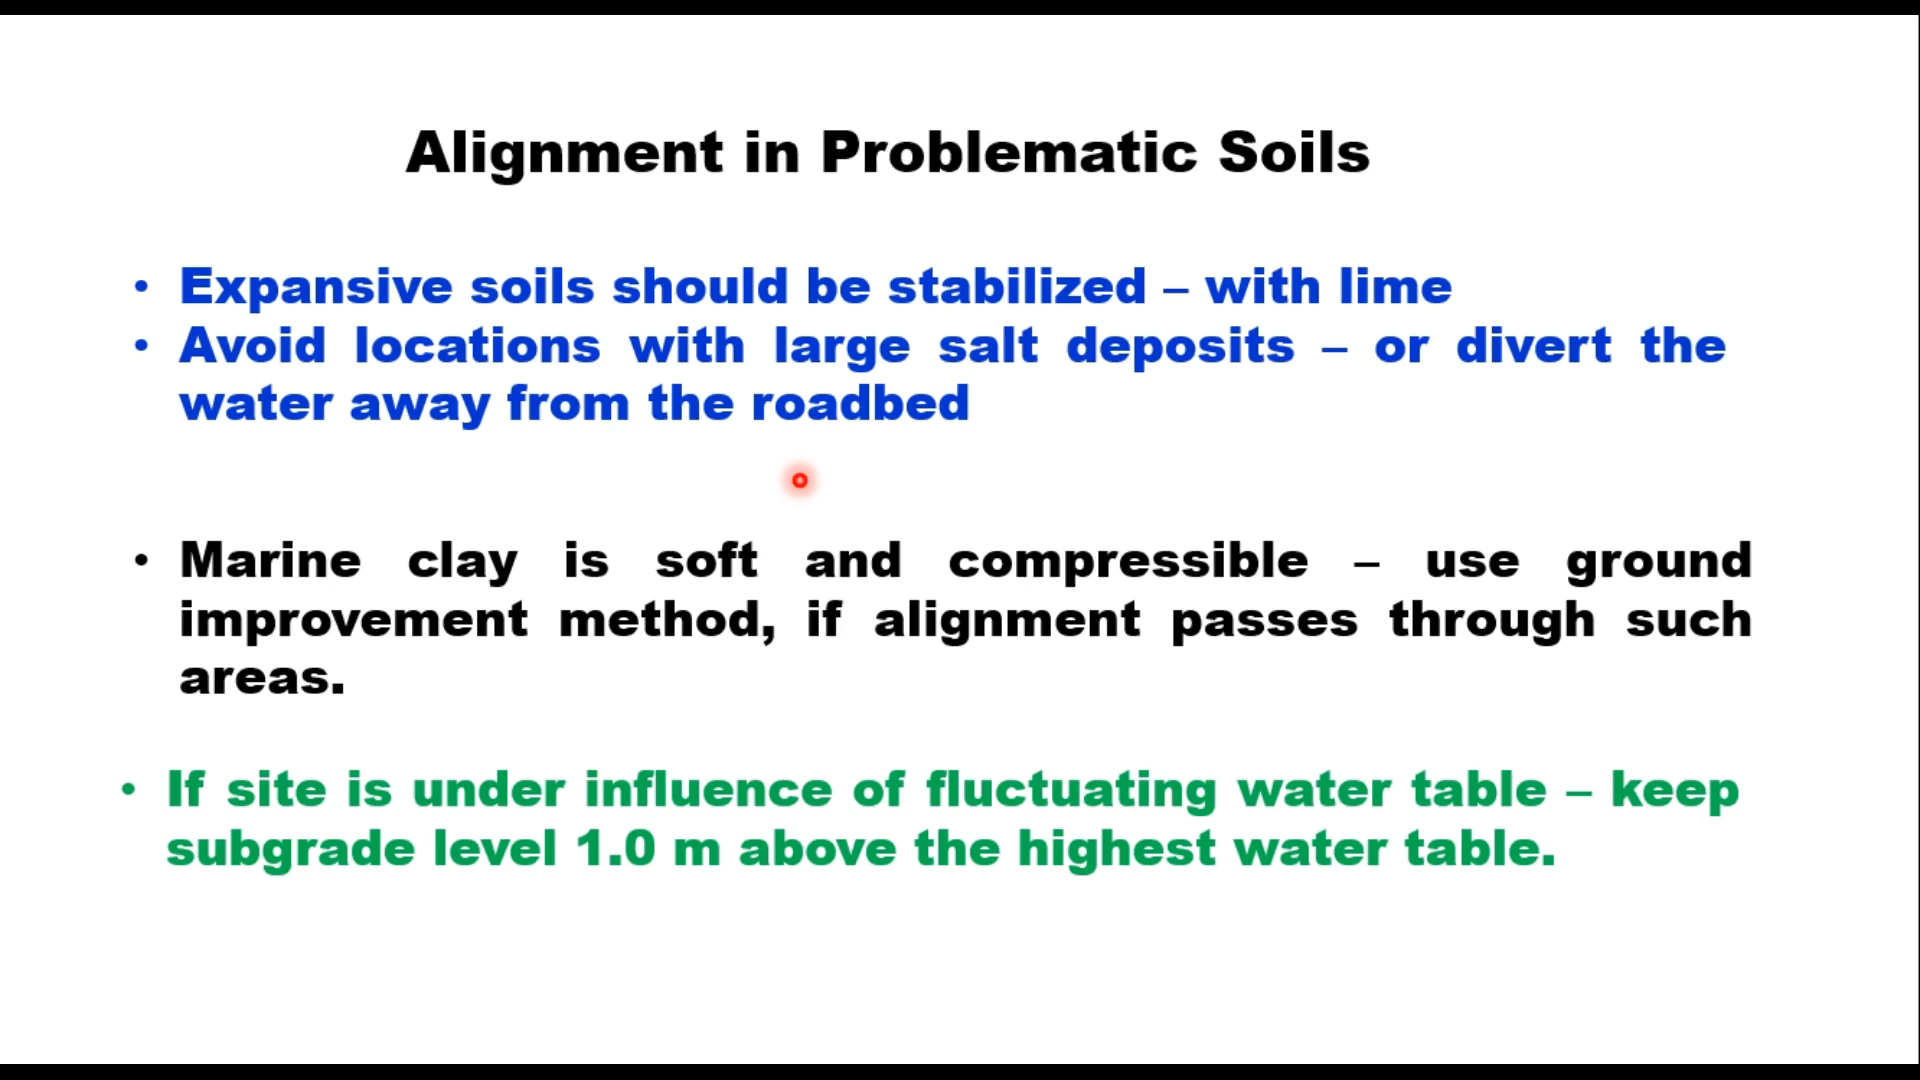 Alignment in Problematic Soils
• Expansive soils should be stabilized – with lime
• Avoid locations with large salt deposits – or divert the
water away from the roadbed
• Marine clay is soft and compressible – use ground
improvement method, if alignment passes through such
areas.
• If site is under influence of fluctuating water table – keep
subgrade level 1.0 m above the highest water table.